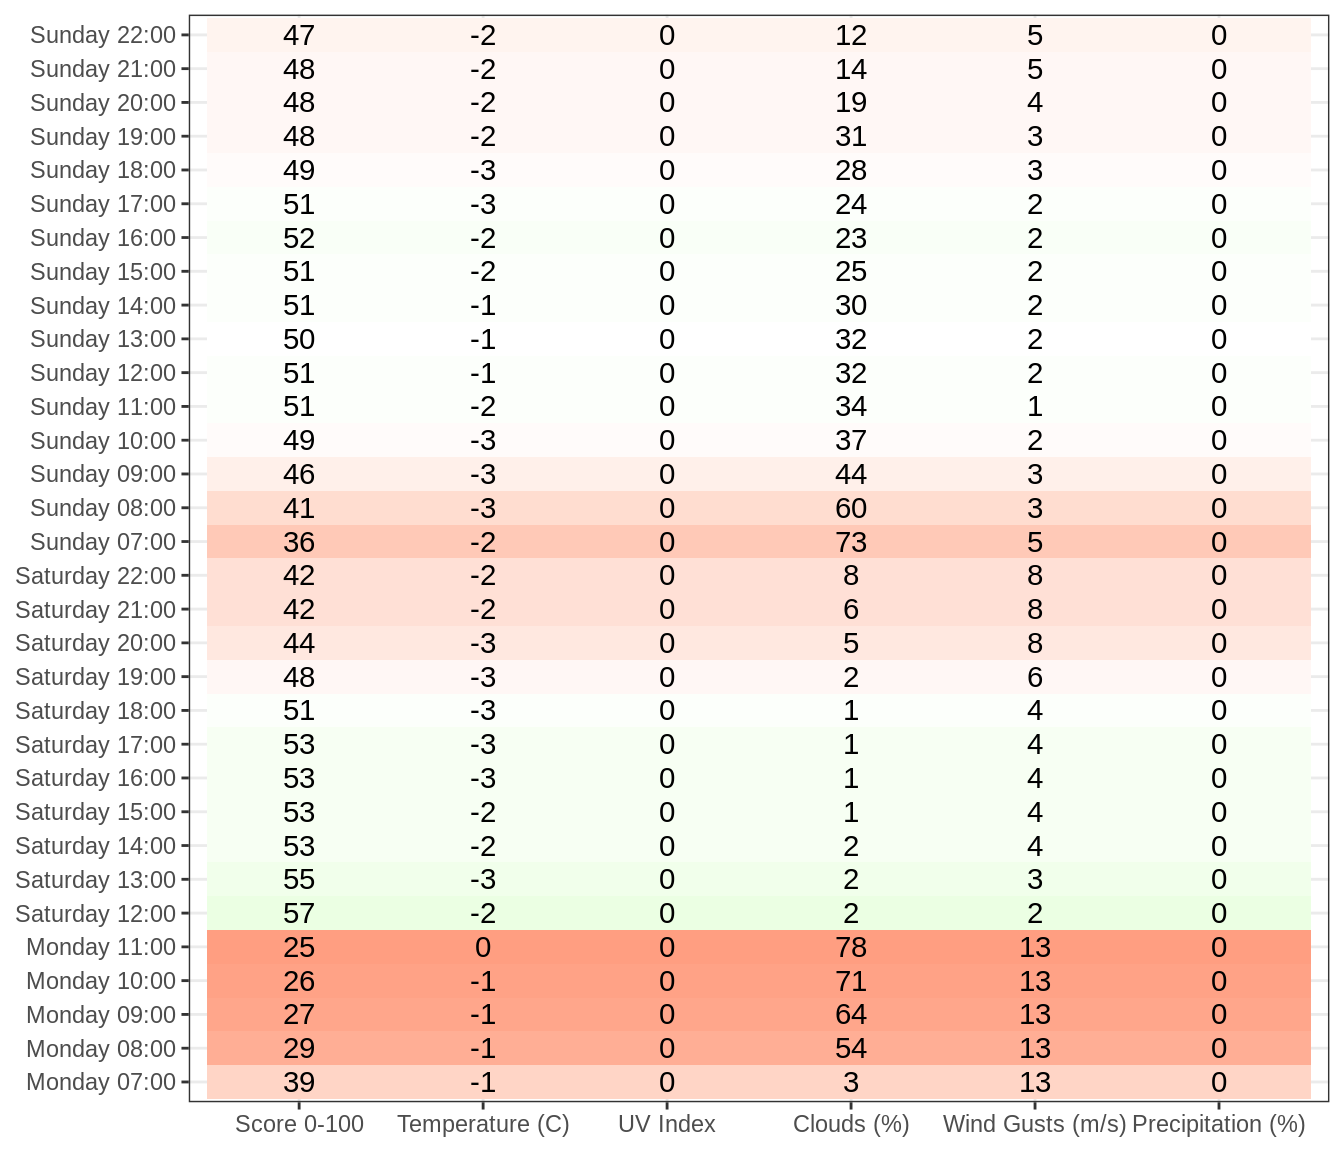 Sunday 22:00 47 -2 0 12 5 0
Sunday 21:00 48 -2 0 14 5 0
Sunday 20:00 48 -2 0 19 4 0
Sunday 19:00 48 -2 0 31 3 0
Sunday 18:00 49 -3 0 28 3 0
Sunday 17:00 51 -3 0 24 2 0
Sunday 16:00 52 -2 0 23 2 0
Sunday 15:00 51 -2 0 25 2 0
Sunday 14:00 51 -1 0 30 2 0
Sunday 13:00 50 -1 0 32 2 0
Sunday 12:00 51 -1 0 32 2 0
Sunday 11:00 51 -2 0 34 1 0
Sunday 10:00 49 -3 0 37 2 0
Sunday 09:00 46 -3 0 44 3 0
Sunday 08:00 41 -3 0 60 3 0
Sunday 07:00 36 -2 0 73 5 0
Saturday 22:00 42 -2 0 8 8 0
Saturday 21:00 42 -2 0 6 8 0
Saturday 20:00 44 -3 0 5 8 0
Saturday 19:00 48 -3 0 2 6 0
Saturday 18:00 51 -3 0 1 4 0
Saturday 17:00 53 -3 0 1 4 0
Saturday 16:00 53 -3 0 1 4 0
Saturday 15:00 53 -2 0 1 4 0
Saturday 14:00 53 -2 0 2 4 0
Saturday 13:00 55 -3 0 2 3 0
Saturday 12:00 57 -2 0 2 2 0
Monday 11:00 25 0 0 78 13 0
Monday 10:00 26 -1 0 71 13 0
Monday 09:00 27 -1 0 64 13 0
Monday 08:00 29 -1 0 54 13 0
Monday 07:00 39 -1 0 3 13 0
Score 0-100 Temperature (C) UV Index Clouds (%) Wind Gusts (m/s) Precipitation (%)